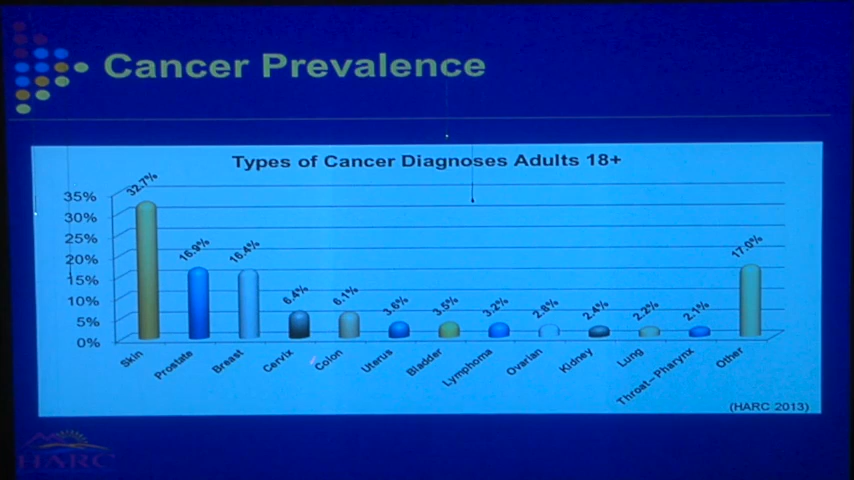 Cancer Prevalence
Types of Cancer Diagnoses Adults 18+
35%
30%
25%
20%
15%
10%
5%
0%
32.7%
16.9%
16.4%
6.4%
6.1%
3.6%
3.5%
3.2%
2.8%
2.4%
2.2%
2.1%
17.0%
Skin
Prostate
Breast
Cervix
Colon
Uterus
Bladder
Lymphoma
Ovarian
Kidney
Lung
Throat-- Pharynx
Other
(HARC 2013)
HARC